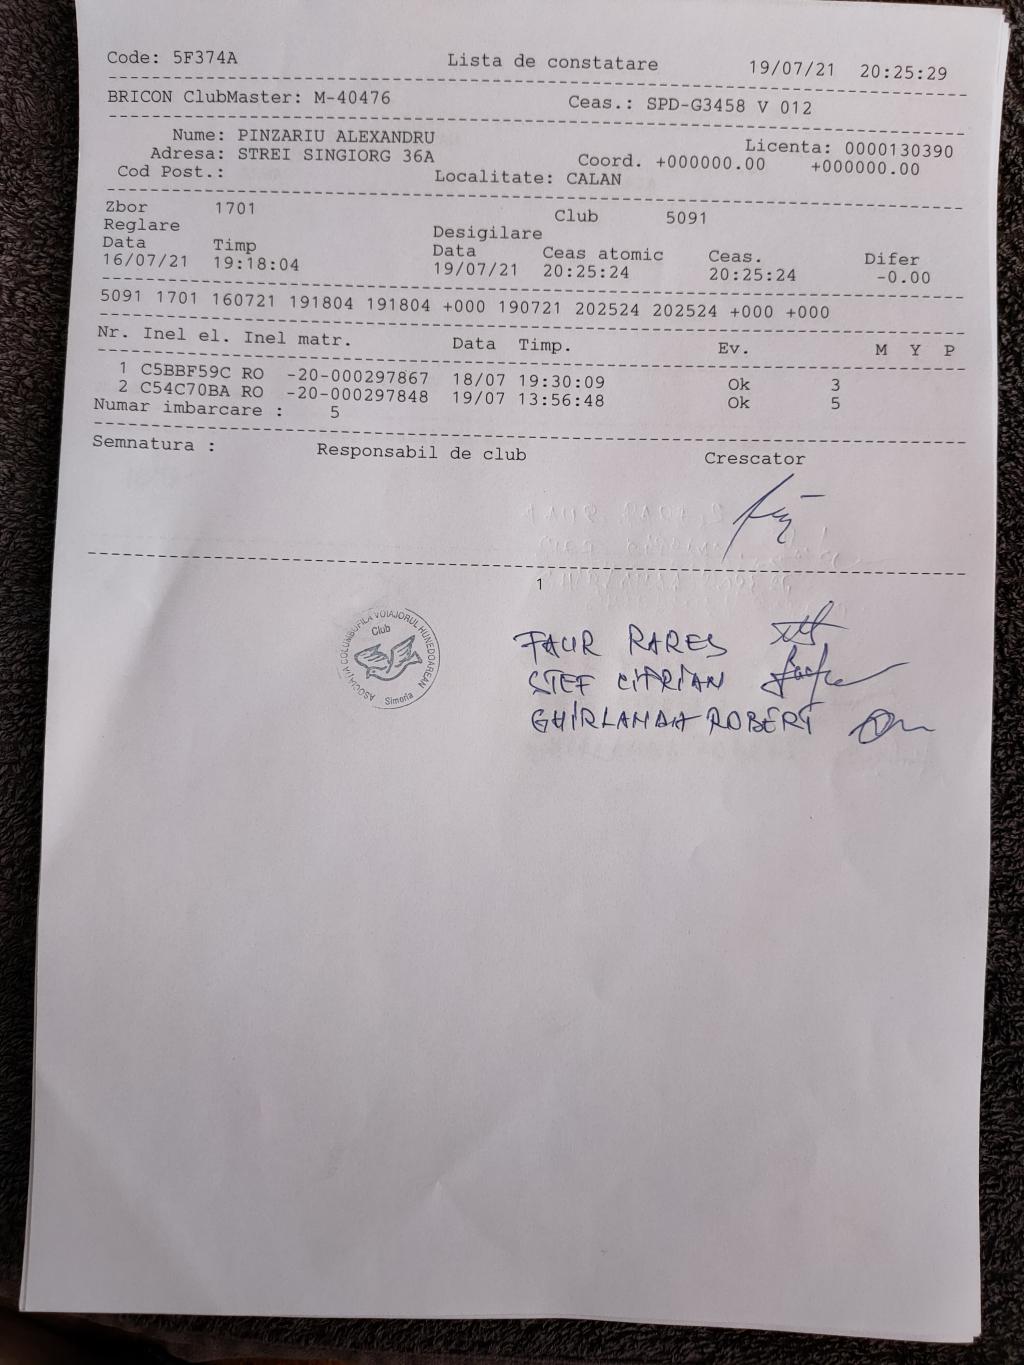 Code: 5F374A Lista de constatare 19/07/21 20:25:29
BRICON ClubMaster: M-40476 Ceas.: SPD-G3458 V 012
Nume: PINZARIU ALEXANDRU Licenta: 0000130390
Adresa: STREI SINGIORG 36A Coord. +000000.00 +000000.00
Cod Post.: Localitate: CALAN
Zbor 1701 Club 5091
Reglare Desigilare
Data Timp Data Ceas atomic Ceas. Difer
16/07/21 19:18:04 19/07/21 20:25:24 20:25:24 -0.00
5091 1701 160721 191804 191804 +000 190721 202524 202524 +000 +000
Nr. Inel el. Inel matr. Data Timp. Ev. M Y P
1 C5BBF59C RO -20-000297867 18/07 19:30:09 Ok 3
2 C54C70BA RO -20-000297848 19/07 13:56:48 Ok 5
Numar imbarcare : 5
Semnatura : Responsabil de club Crescator
1
ASOCIAȚIA COLUMBOFILA VOIAJORUL HUNEDOAREAN
Club
Simeria
FAUR RARES
STEF CIPRIAN
GHIRLANDA ROBERT